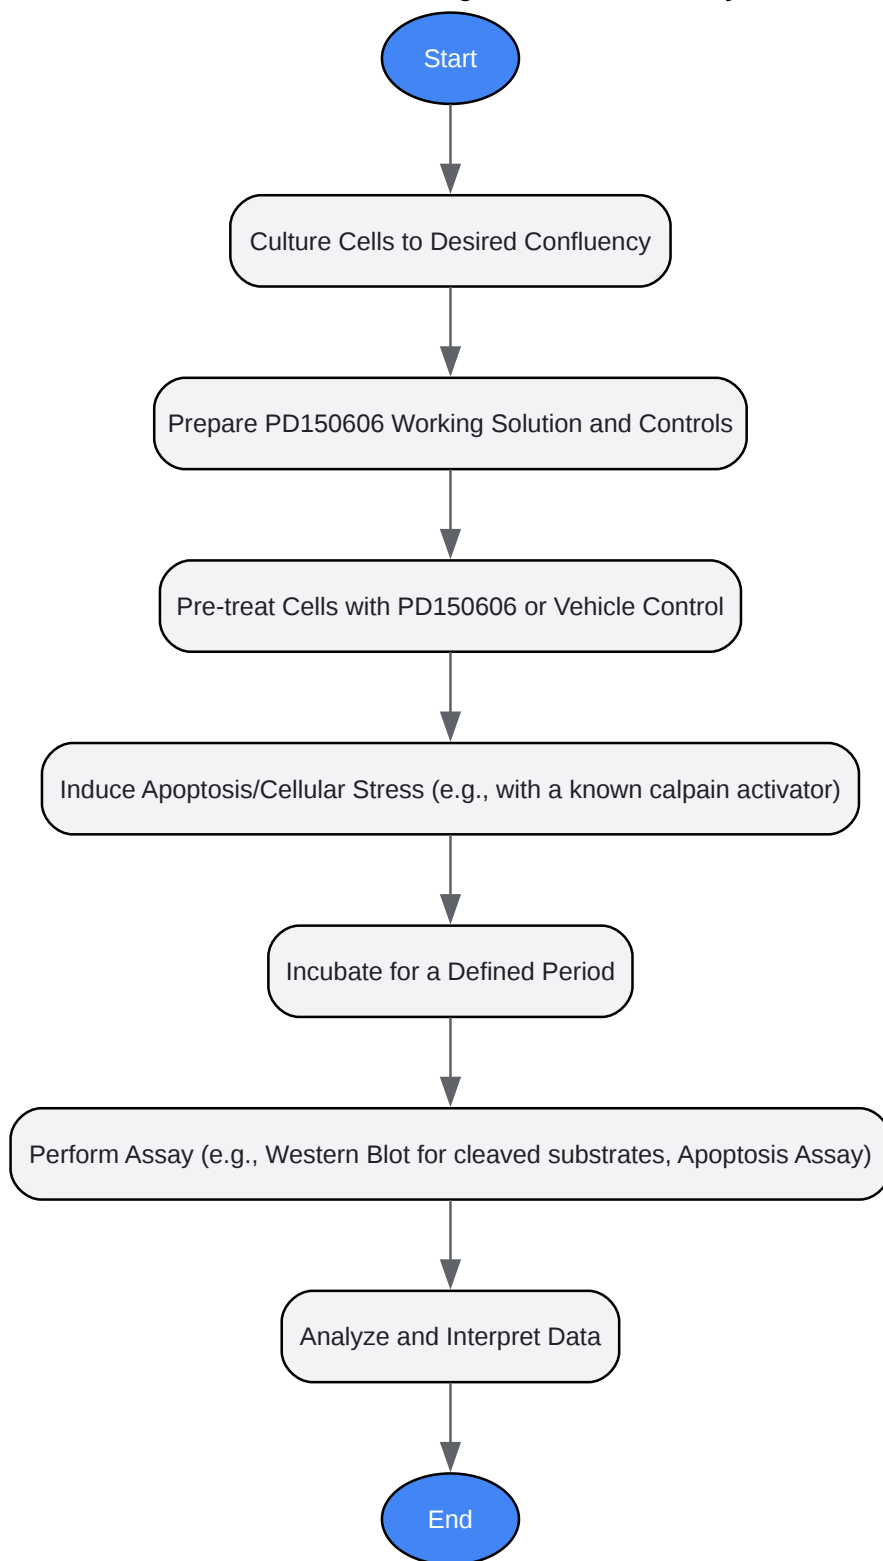 Start
Culture Cells to Desired Confluency
Prepare PD150606 Working Solution and Controls
Pre-treat Cells with PD150606 or Vehicle Control
Induce Apoptosis/Cellular Stress (e.g., with a known calpain activator)
Incubate for a Defined Period
Perform Assay (e.g., Western Blot for cleaved substrates, Apoptosis Assay)
Analyze and Interpret Data
End